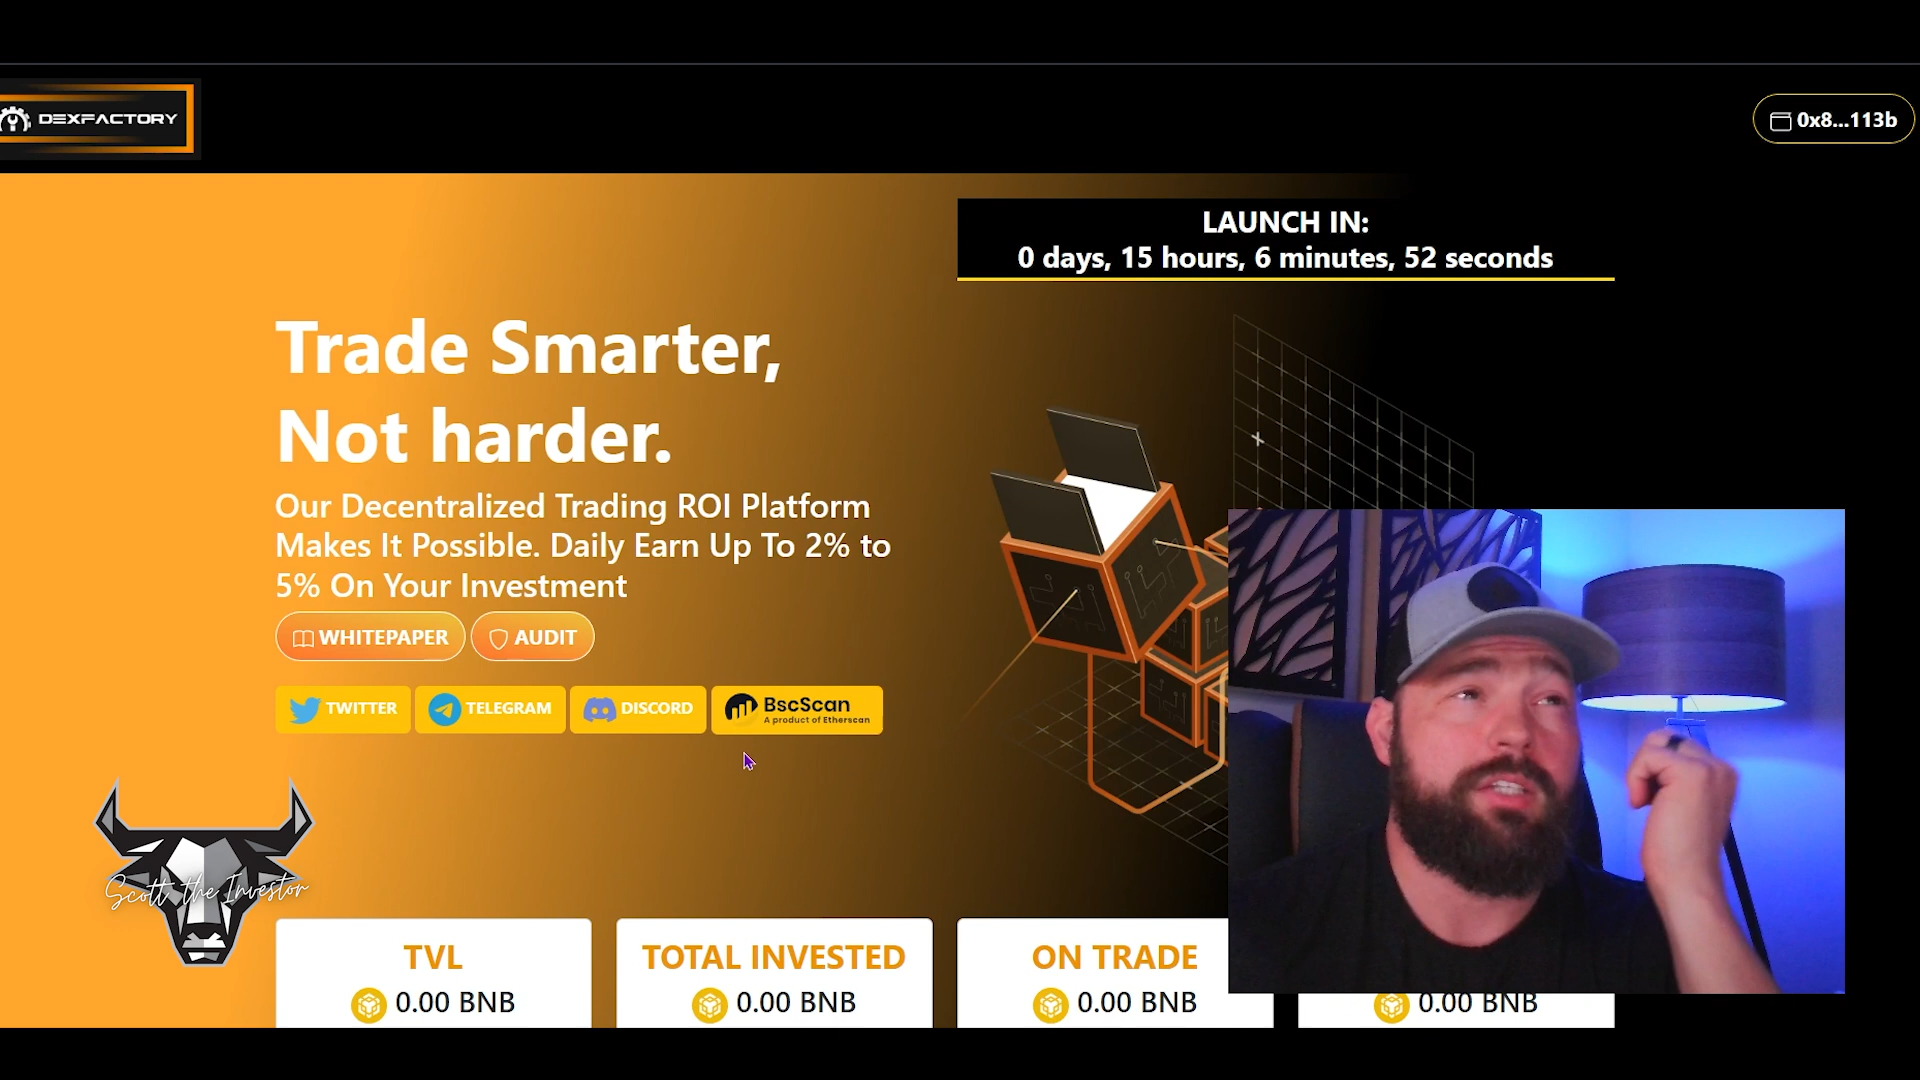 DEXFACTORY
0x8...113b
LAUNCH IN:
0 days, 15 hours, 6 minutes, 52 seconds
Trade Smarter,
Not harder.
Our Decentralized Trading ROI Platform
Makes It Possible. Daily Earn Up To 2% to
5% On Your Investment
WHITEPAPER
AUDIT
TWITTER
TELEGRAM
DISCORD
BscScan
A product of Etherscan
Scott the Investor
TVL
0.00 BNB
TOTAL INVESTED
0.00 BNB
ON TRADE
0.00 BNB
0.00 BNB